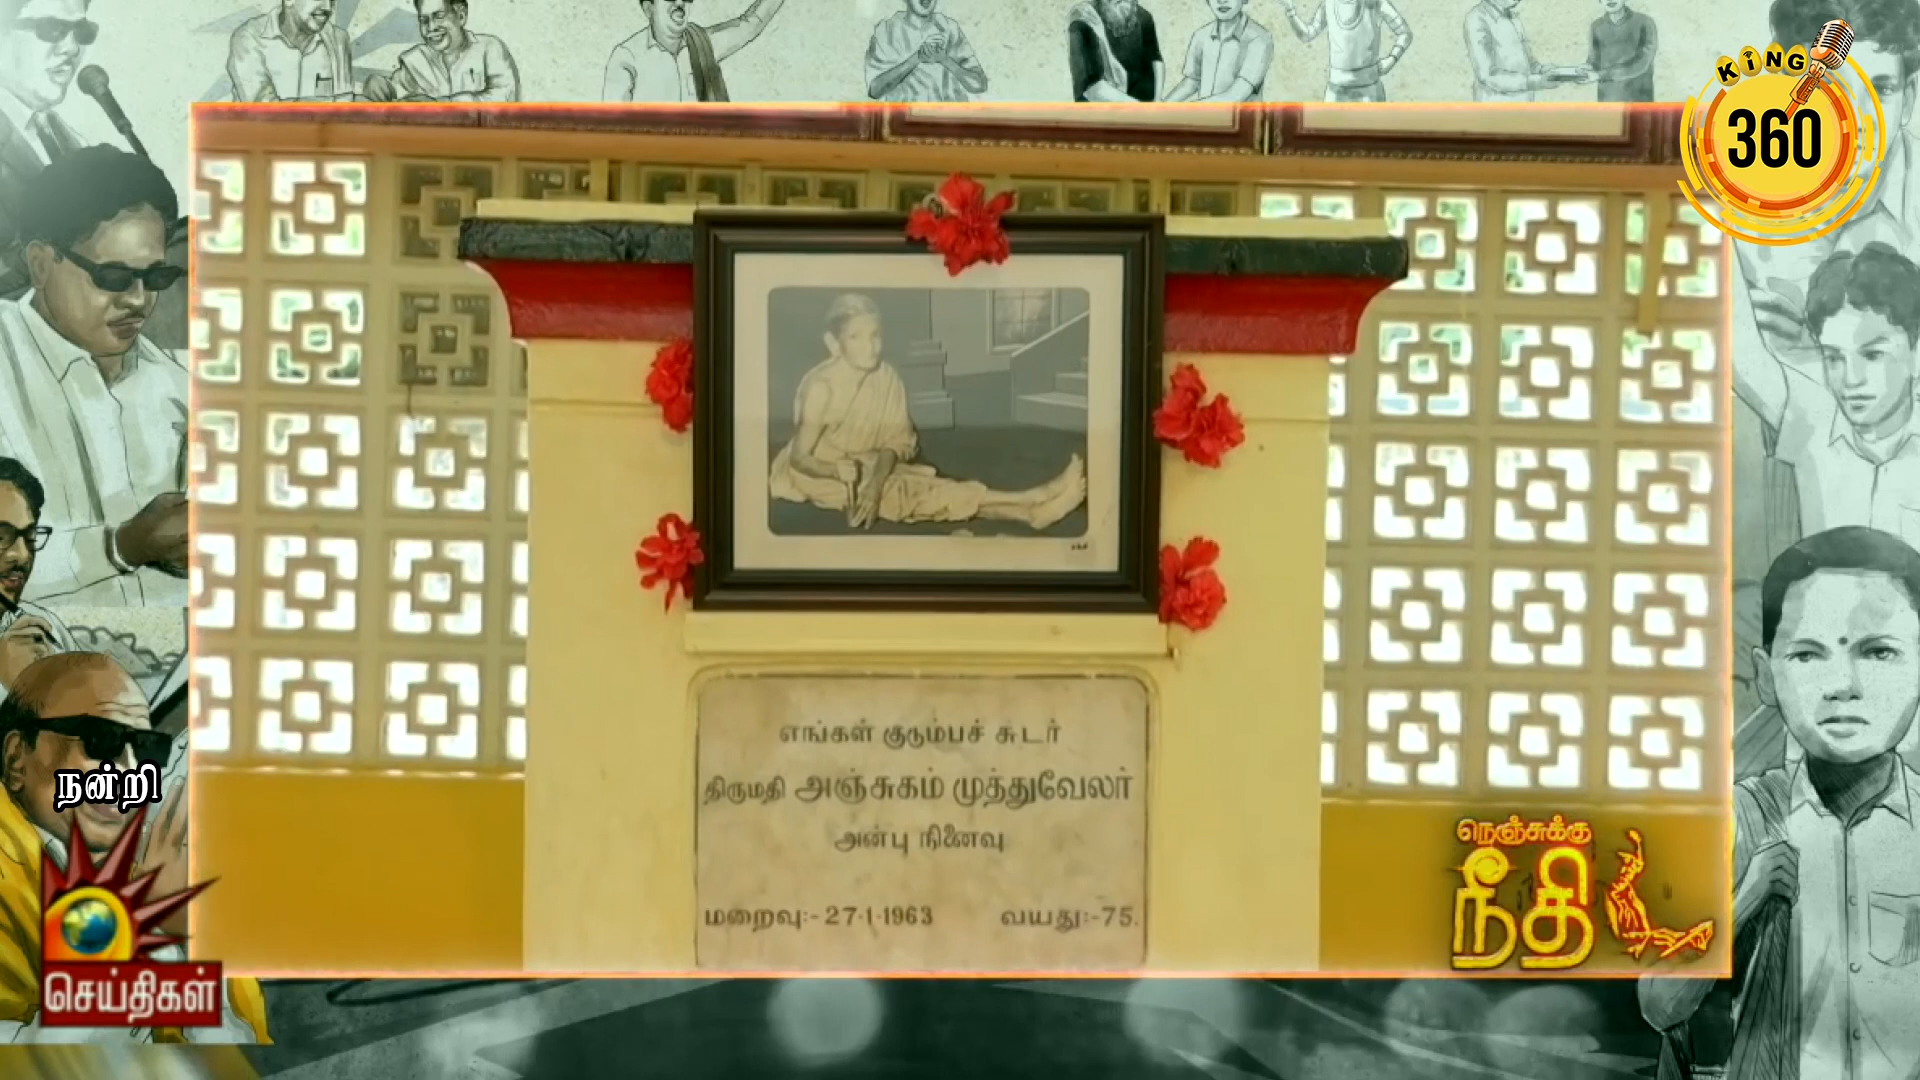 KING
360
எங்கள் குடும்பச் சுடர்
திருமதி அஞ்சுகம் முத்துவேலர்
அன்பு நினைவு
மறைவு:- 27-1-1963 வயது:-75.
நன்றி
செய்திகள்
நெஞ்சுக்கு
நீதி